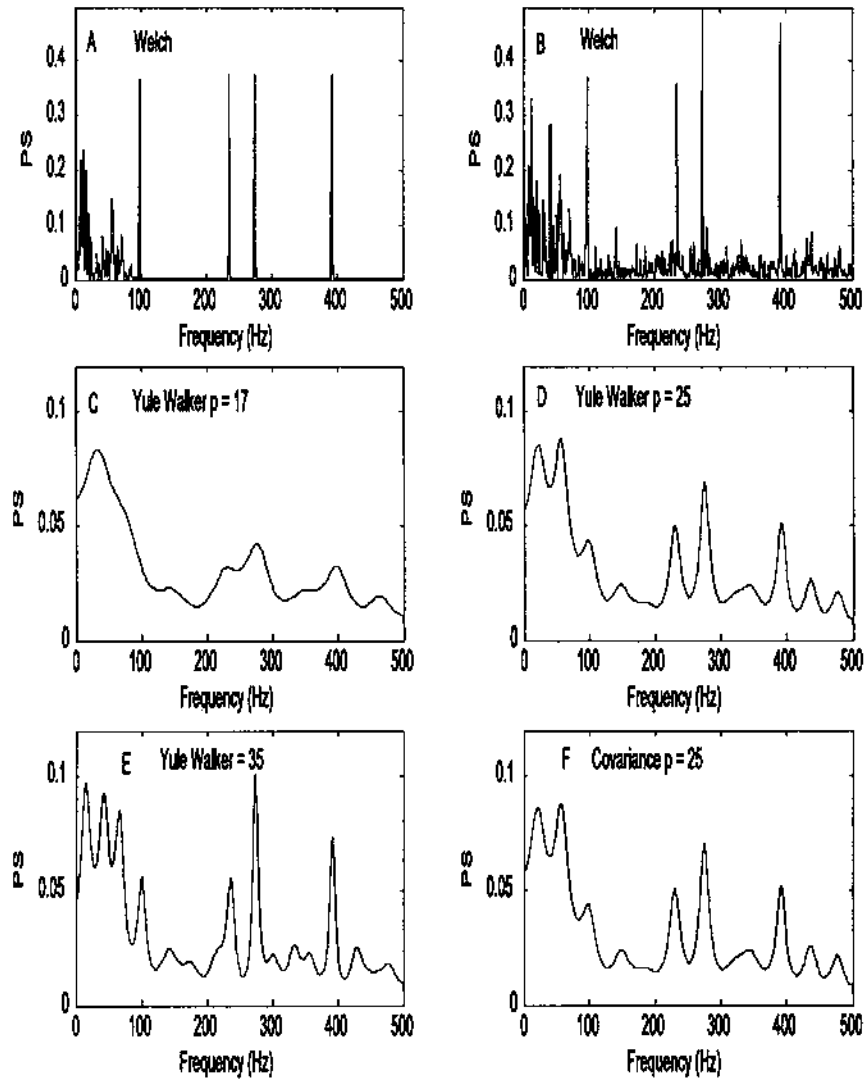 A Welch
0.4
0.3
0.2
0.1
0
PS
0 100 200 300 400 500
Frequency (Hz)
B Welch
0.4
0.3
0.2
0.1
0
PS
0 100 200 300 400 500
Frequency (Hz)
C Yule Walker p = 17
0.1
0.05
0
PS
0 100 200 300 400 500
Frequency (Hz)
D Yule Walker p = 25
0.1
0.05
0
PS
0 100 200 300 400 500
Frequency (Hz)
E Yule Walker = 35
0.1
0.05
0
PS
0 100 200 300 400 500
Frequency (Hz)
F Covariance p = 25
0.1
0.05
0
PS
0 100 200 300 400 500
Frequency (Hz)